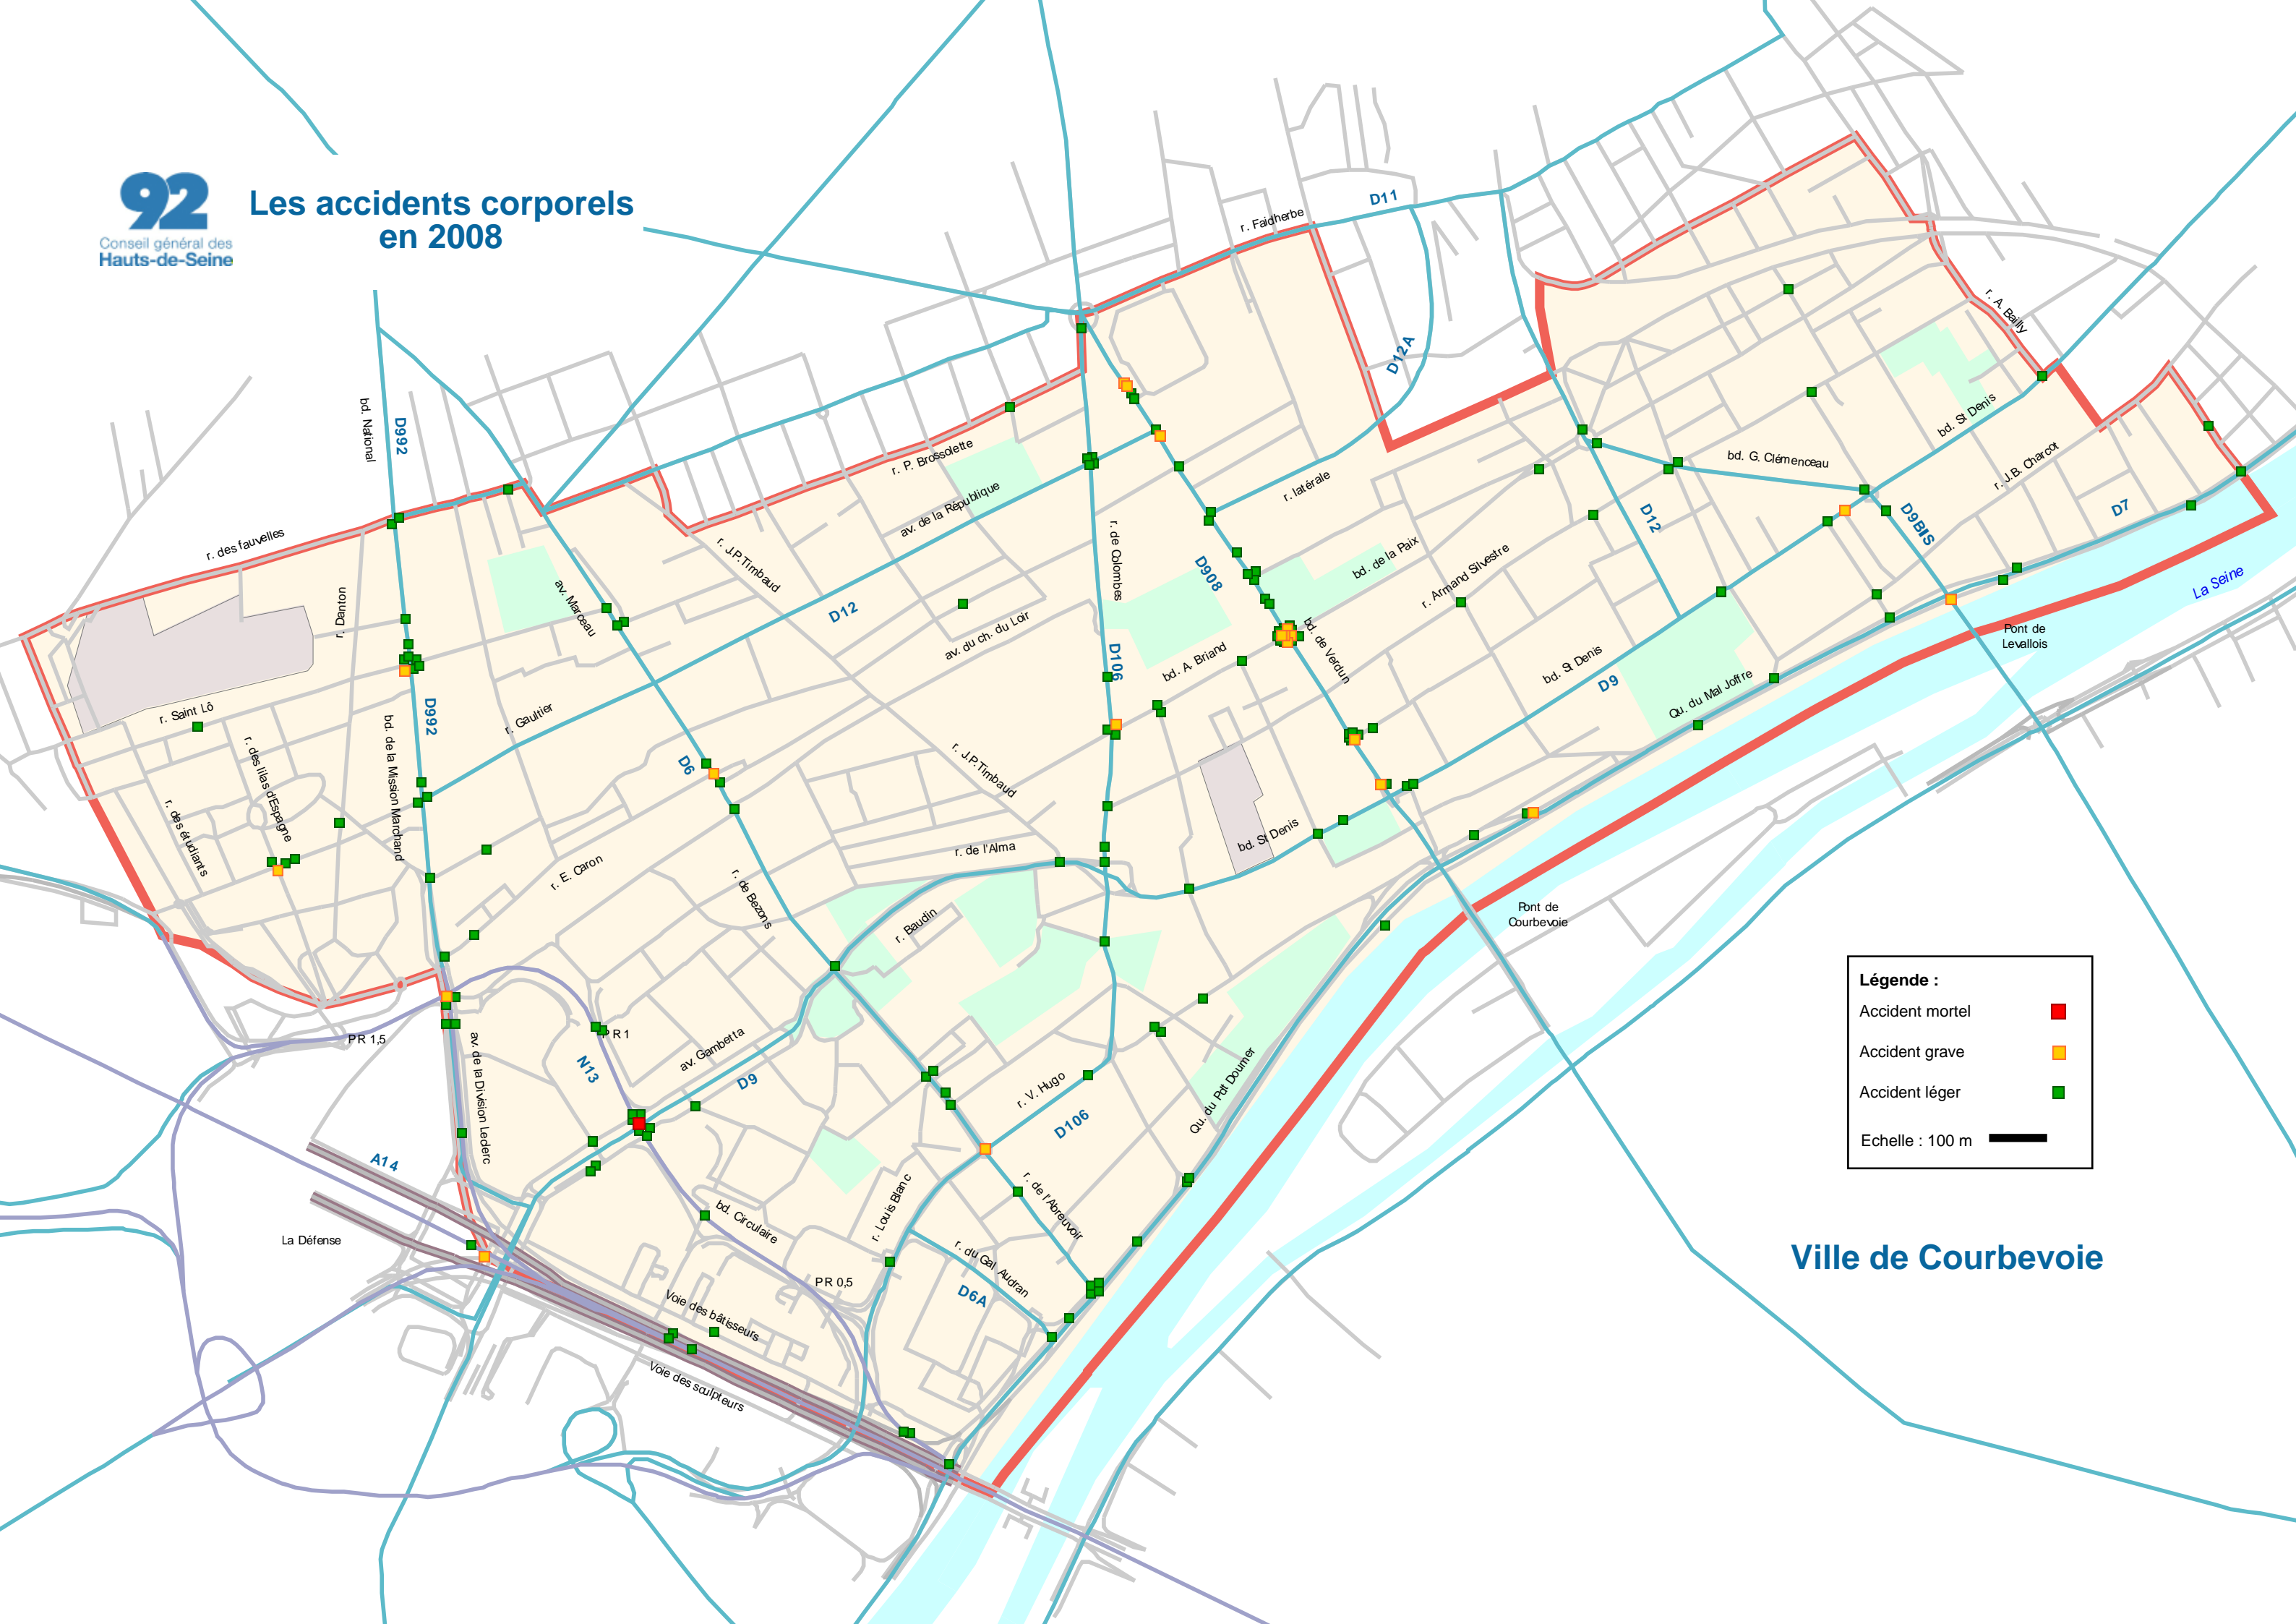 92
Conseil général des
Hauts-de-Seine
Les accidents corporels
en 2008
r. Faidherbe
D11
D12A
r. A. Bailly
bd. National
D992
r. P. Brossolette
av. de la République
r. latérale
bd. St Denis
bd. G. Clémenceau
r. J.B. Charcot
D7
D9BIS
D12
La Seine
r. des fauvelles
r. Danton
av. Marceau
r. J.P.Timbaud
D12
r. de Colombes
D908
bd. de la Paix
r. Armand Silvestre
av. du ch. du Loir
D106
bd. A. Briand
bd. de Verdun
bd. St Denis
D9
Qu. du Mal Joffre
Pont de
Levallois
r. Saint Lô
D992
r. Gaultier
bd. de la Mission Marchand
r. des lilas d'Espagne
r. des étudiants
D6
r. J.P.Timbaud
bd. St Denis
r. de l'Alma
r. E. Caron
r. de Bezons
r. Baudin
Pont de
Courbevoie
PR 1,5
PR 1
N13
av. de la Division Leclerc
av. Gambetta
D9
r. V. Hugo
D106
Qu. du Pdt Doumer
A14
La Défense
bd. Circulaire
r. Louis Blanc
r. de l'Abreuvoir
r. du Gal Audran
D6A
PR 0,5
Voie des bâtisseurs
Voie des sculpteurs
Légende :
Accident mortel
Accident grave
Accident léger
Echelle : 100 m
Ville de Courbevoie